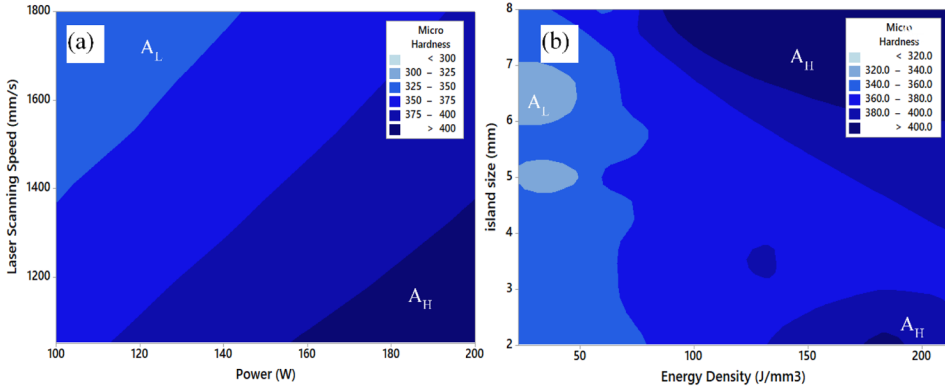 (a)
A_L
A_H
Micro
Hardness
< 300
300 – 325
325 – 350
350 – 375
375 – 400
> 400
Laser Scanning Speed (mm/s)
1800
1600
1400
1200
100 120 140 160 180 200
Power (W)
(b)
A_H
A_L
A_H
Micro
Hardness
< 320.0
320.0 – 340.0
340.0 – 360.0
360.0 – 380.0
380.0 – 400.0
> 400.0
island size (mm)
8
7
6
5
4
3
2
50 100 150 200
Energy Density (J/mm3)